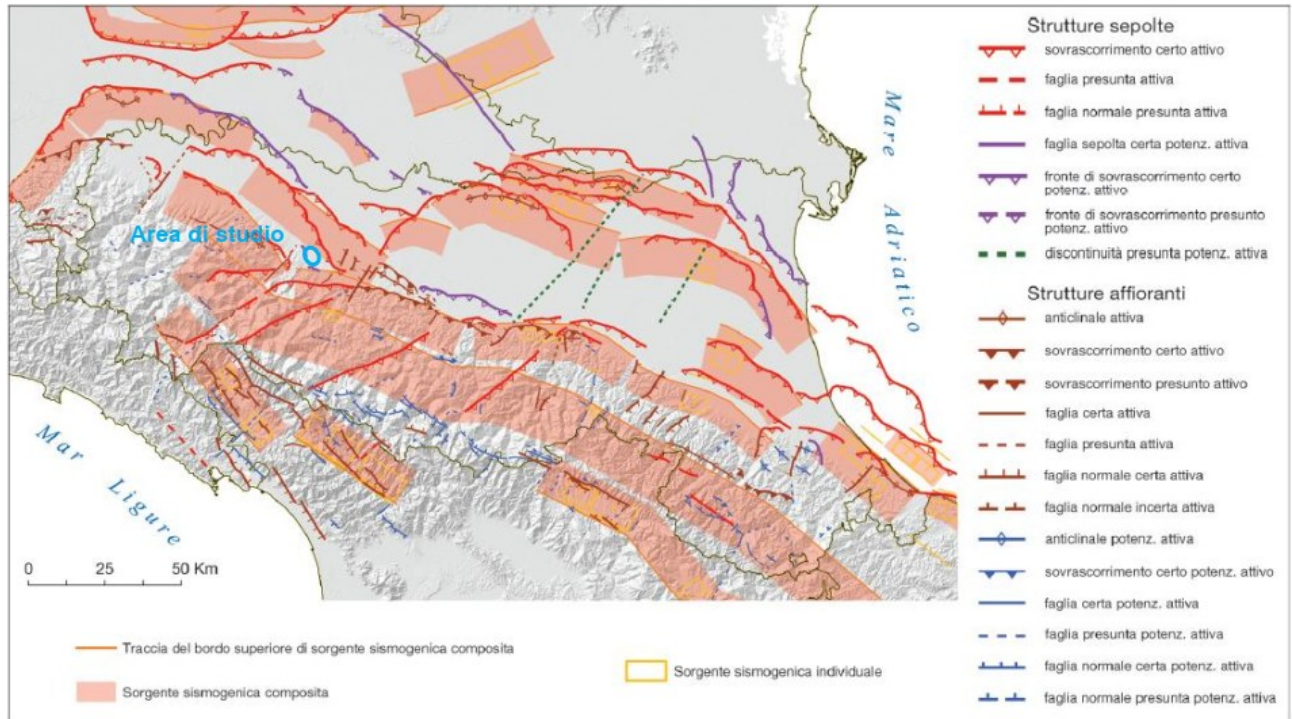 Strutture sepolte
sovrascorrimento certo attivo
faglia presunta attiva
faglia normale presunta attiva
faglia sepolta certa potenz. attiva
fronte di sovrascorrimento certo
potenz. attivo
fronte di sovrascorrimento presunto
potenz. attivo
discontinuità presunta potenz. attiva
Strutture affioranti
anticlinale attiva
sovrascorrimento certo attivo
sovrascorrimento presunto attivo
faglia certa attiva
faglia presunta attiva
faglia normale certa attiva
faglia normale incerta attiva
anticlinale potenz. attiva
sovrascorrimento certo potenz. attivo
faglia certa potenz. attiva
faglia presunta potenz. attiva
faglia normale certa potenz. attiva
faglia normale presunta potenz. attiva
Mare Adriatico
Area di studio
Mar Ligure
0 25 50 Km
Traccia del bordo superiore di sorgente sismogenica composita
Sorgente sismogenica composita
Sorgente sismogenica individuale